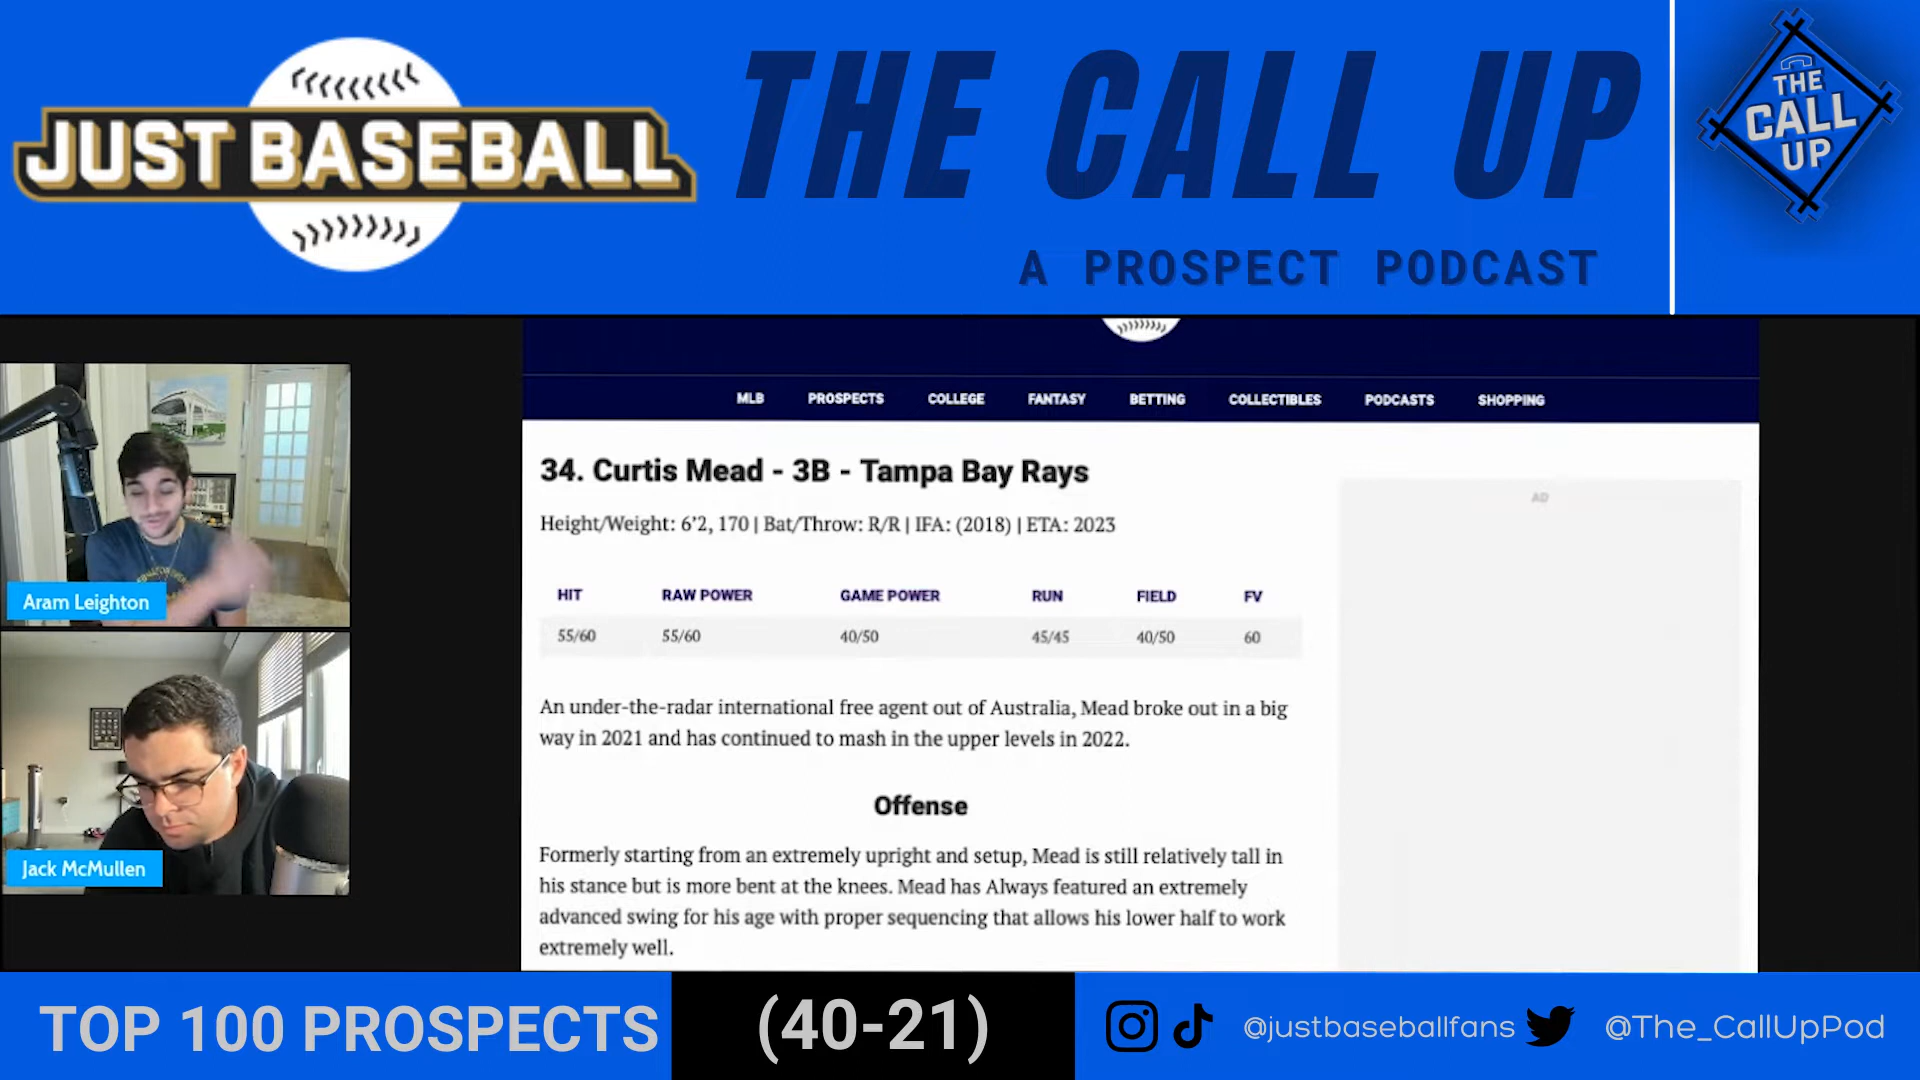 JUST BASEBALL
THE CALL UP
A PROSPECT PODCAST
THE
CALL
UP
MLB PROSPECTS COLLEGE FANTASY BETTING COLLECTIBLES PODCASTS SHOPPING
34. Curtis Mead - 3B - Tampa Bay Rays
AD
Height/Weight: 6’2, 170 | Bat/Throw: R/R | IFA: (2018) | ETA: 2023
HIT RAW POWER GAME POWER RUN FIELD FV
55/60 55/60 40/50 45/45 40/50 60
An under-the-radar international free agent out of Australia, Mead broke out in a big
way in 2021 and has continued to mash in the upper levels in 2022.
Offense
Formerly starting from an extremely upright and setup, Mead is still relatively tall in
his stance but is more bent at the knees. Mead has Always featured an extremely
advanced swing for his age with proper sequencing that allows his lower half to work
extremely well.
Aram Leighton
Jack McMullen
TOP 100 PROSPECTS
(40-21)
@justbaseballfans
@The_CallUpPod